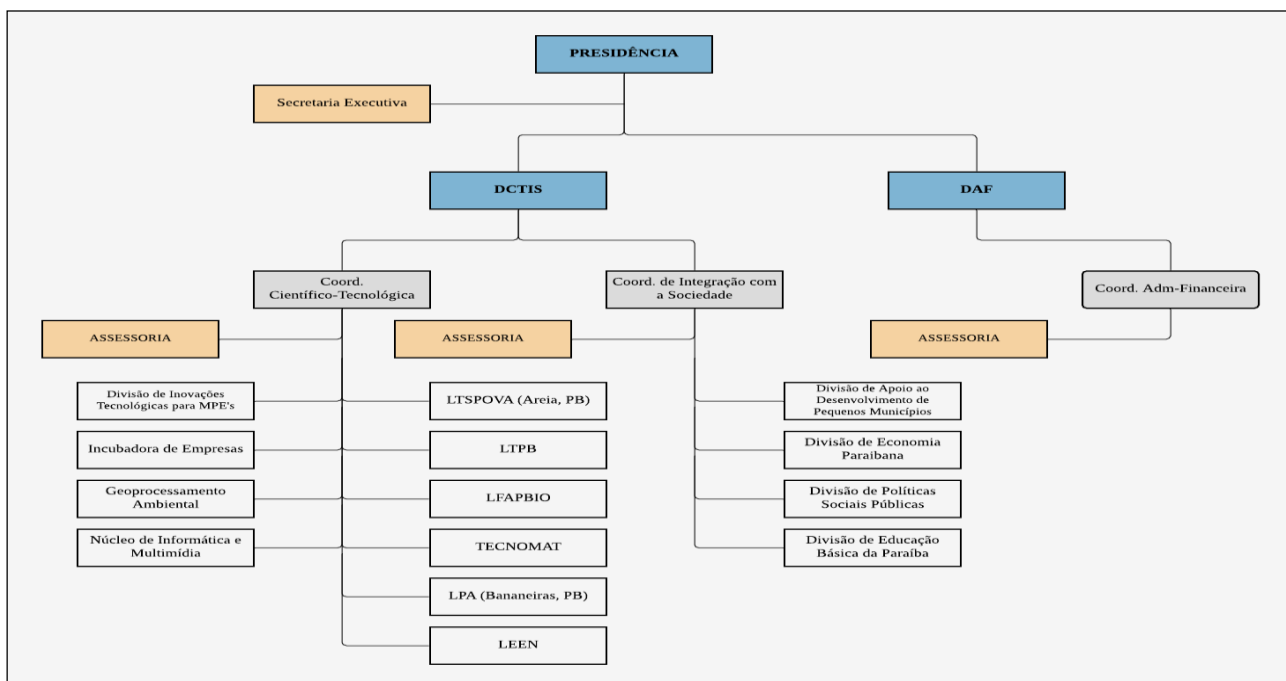 PRESIDÊNCIA
Secretaria Executiva
DCTIS
DAF
Coord.
Científico-Tecnológica
Coord. de Integração com
a Sociedade
Coord. Adm-Financeira
ASSESSORIA
ASSESSORIA
ASSESSORIA
Divisão de Inovações
Tecnológicas para MPE's
LTSPOVA (Areia, PB)
Divisão de Apoio ao
Desenvolvimento de
Pequenos Municípios
Incubadora de Empresas
LTPB
Divisão de Economia
Paraibana
Geoprocessamento
Ambiental
LFAPBIO
Divisão de Políticas
Sociais Públicas
Núcleo de Informática e
Multimídia
TECNOMAT
Divisão de Educação
Básica da Paraíba
LPA (Bananeiras, PB)
LEEN